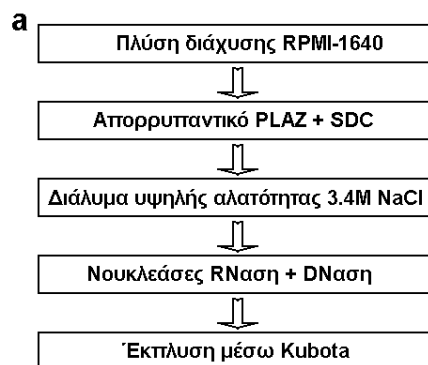 a
Πλύση διάχυσης RPMI-1640
Απορρυπαντικό PLAZ + SDC
Διάλυμα υψηλής αλατότητας 3.4M NaCl
Νουκλεάσες RNαση + DNαση
Έκπλυση μέσω Kubota